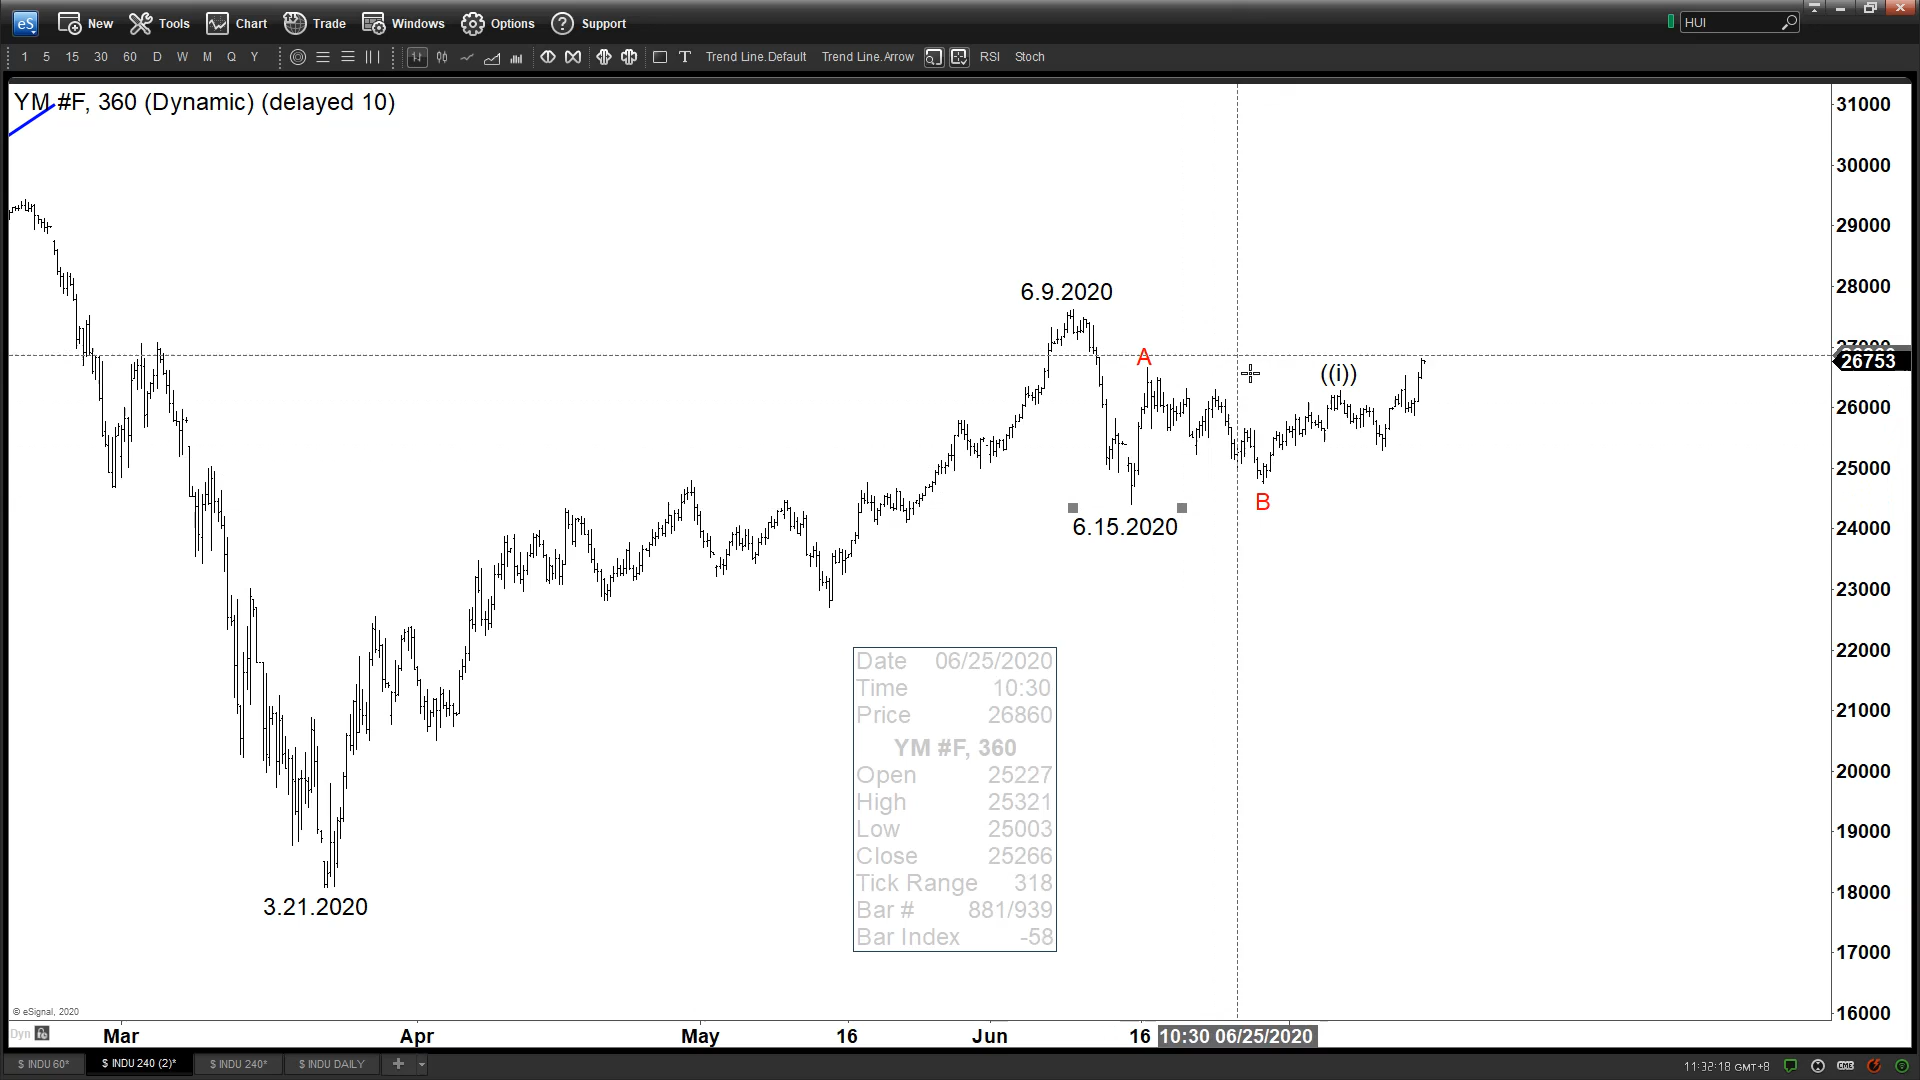 eS New Tools Chart Trade Windows Options Support HUI
1 5 15 30 60 D W M Q Y T Trend Line.Default Trend Line.Arrow RSI Stoch
YM #F, 360 (Dynamic) (delayed 10)
31000
30000
29000
28000
6.9.2020
A
26753
((i))
26000
25000
B
6.15.2020
24000
23000
22000
21000
20000
19000
18000
17000
16000
Date 06/25/2020
Time 10:30
Price 26860
YM #F, 360
Open 25227
High 25321
Low 25003
Close 25266
Tick Range 318
Bar # 881/939
Bar Index -58
3.21.2020
© eSignal, 2020
Dyn Mar Apr May 16 Jun 16 10:30 06/25/2020
$ INDU 60* $ INDU 240 (2)* $ INDU 240* $ INDU DAILY + 11:32:18 GMT+8 CME